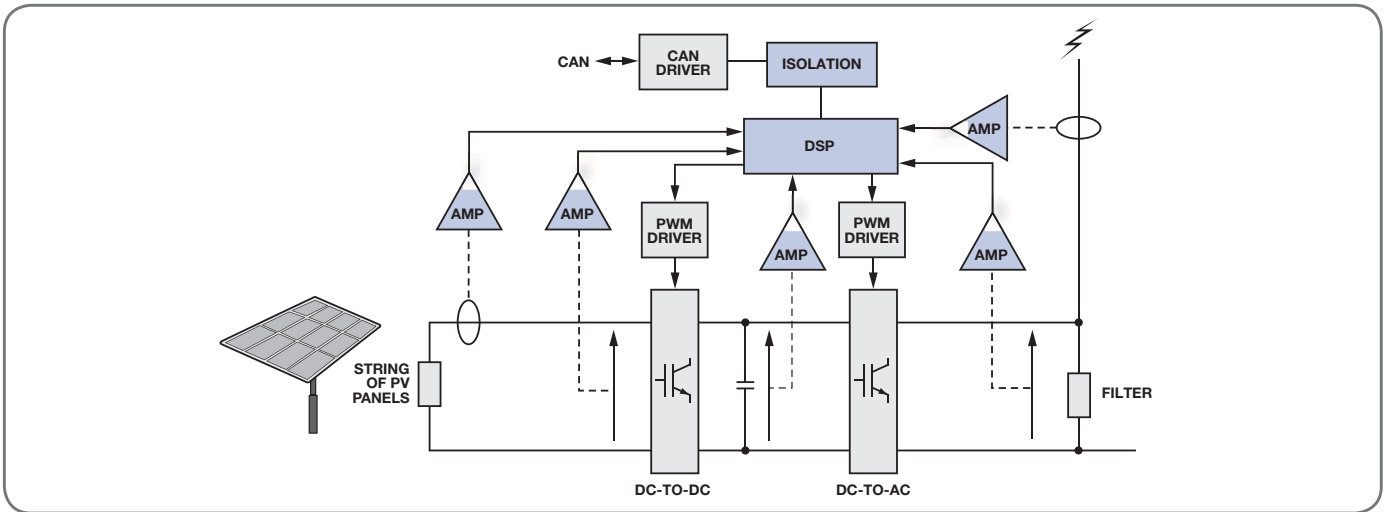 CAN
CAN
DRIVER
ISOLATION
AMP
DSP
AMP
AMP
PWM
DRIVER
AMP
PWM
DRIVER
AMP
STRING
OF PV
PANELS
FILTER
DC-TO-DC
DC-TO-AC